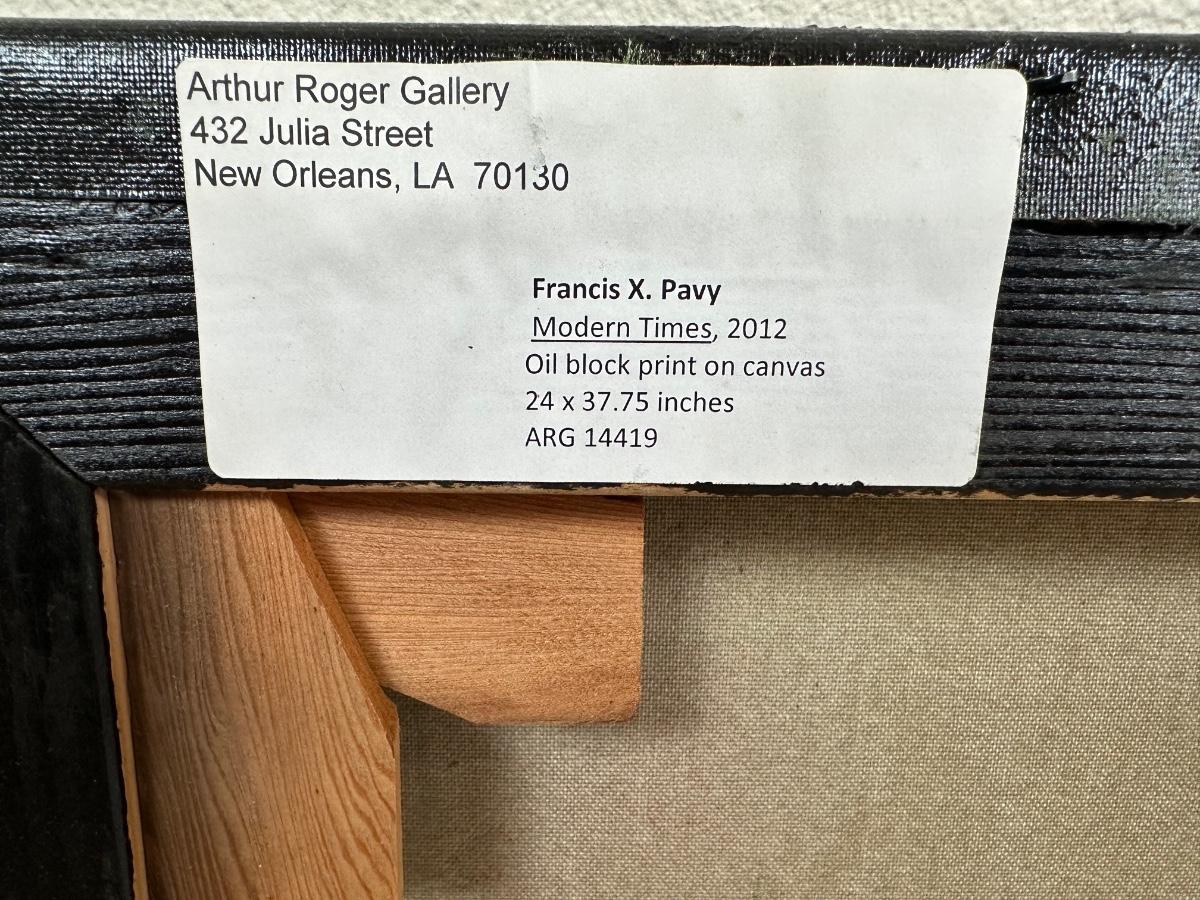 Arthur Roger Gallery
432 Julia Street
New Orleans, LA 70130
Francis X. Pavy
Modern Times, 2012
Oil block print on canvas
24 x 37.75 inches
ARG 14419